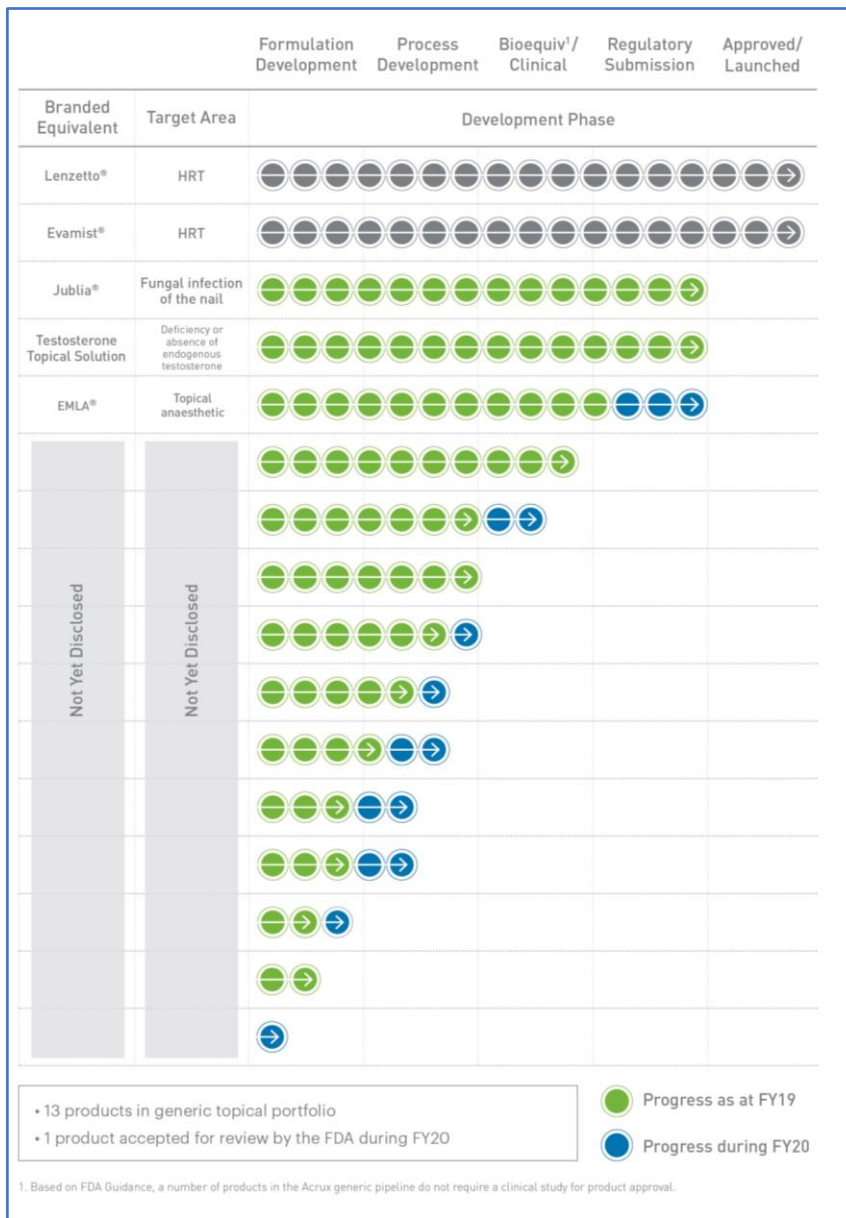 Formulation Development
Process Development
Bioequiv¹/ Clinical
Regulatory Submission
Approved/ Launched
Branded Equivalent
Target Area
Development Phase
Lenzetto®
HRT
Evamist®
HRT
Jublia®
Fungal infection
of the nail
Testosterone
Topical Solution
Deficiency or
absence of
endogenous
testosterone
EMLA®
Topical
anaesthetic
Not Yet Disclosed
Not Yet Disclosed
• 13 products in generic topical portfolio
• 1 product accepted for review by the FDA during FY20
Progress as at FY19
Progress during FY20
1. Based on FDA Guidance, a number of products in the Acrux generic pipeline do not require a clinical study for product approval.